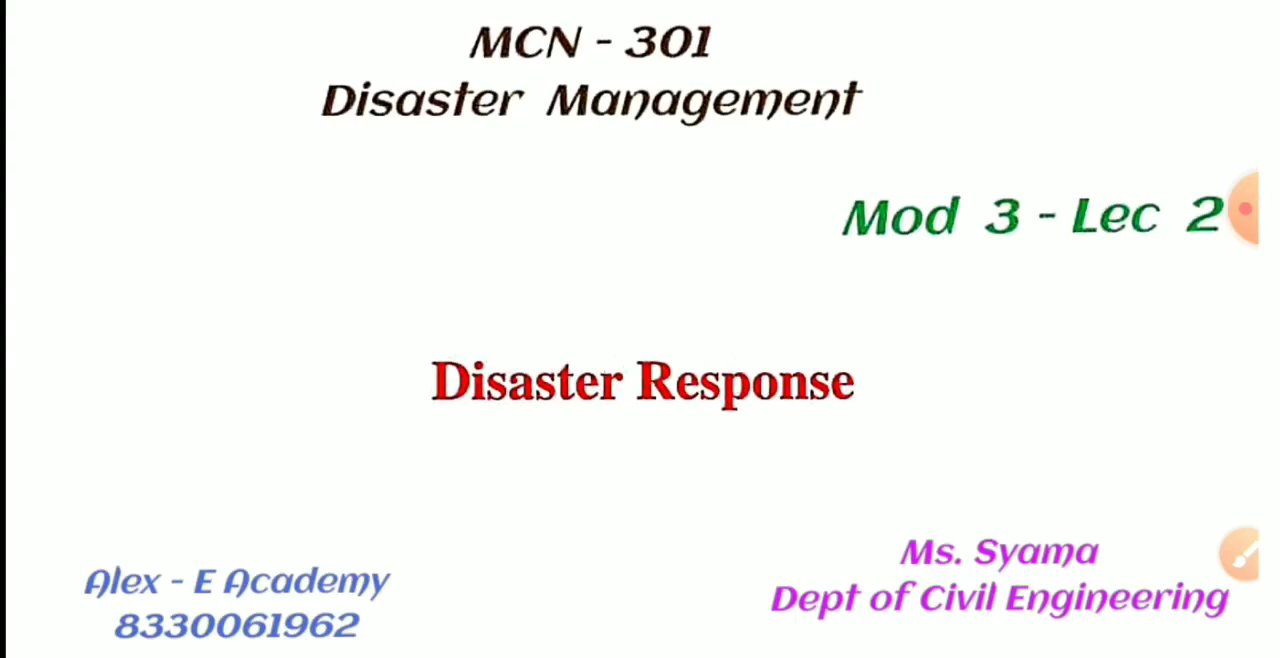 MCN - 301
Disaster Management
Mod 3 - Lec 2
Disaster Response
Ms. Syama
Dept of Civil Engineering
Alex - E Academy
8330061962